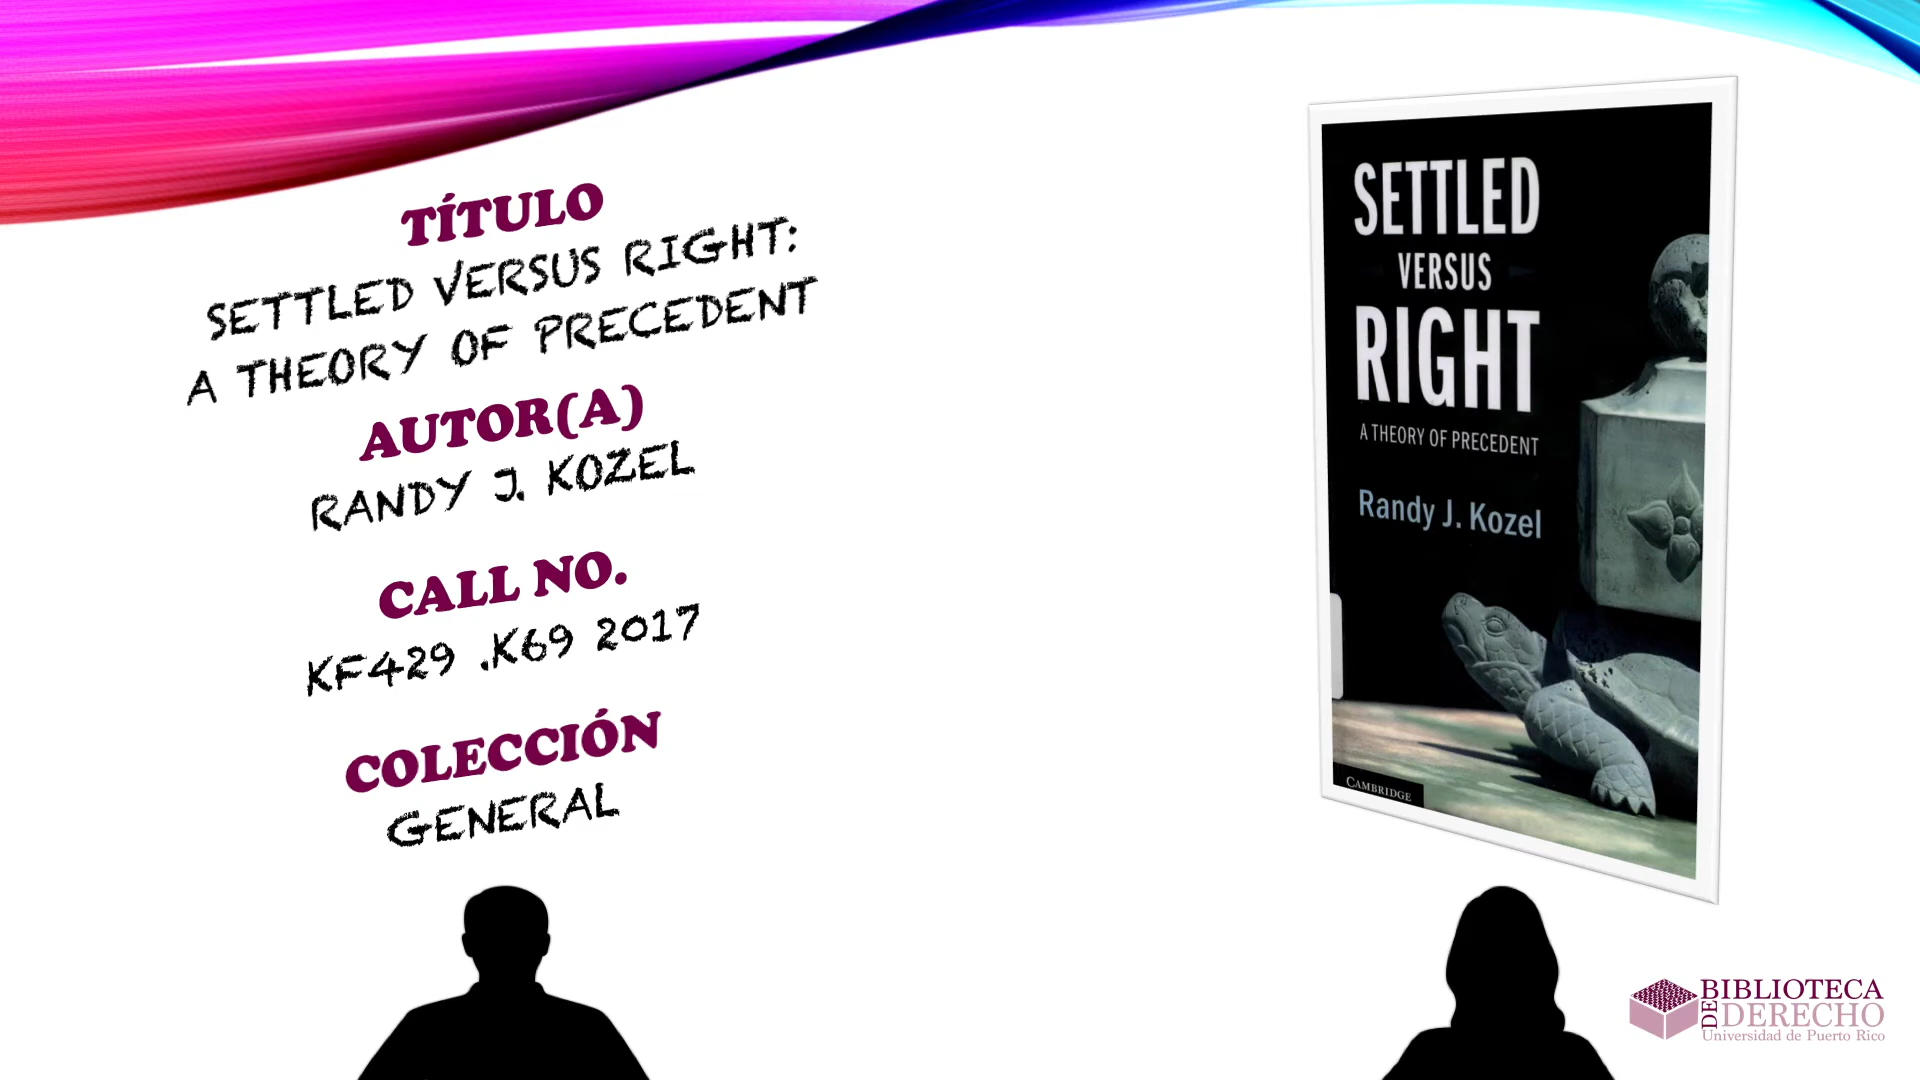 TÍTULO
SETTLED VERSUS RIGHT:
A THEORY OF PRECEDENT
AUTOR(A)
RANDY J. KOZEL
CALL NO.
KF429 .K69 2017
COLECCIÓN
GENERAL
SETTLED
VERSUS
RIGHT
A THEORY OF PRECEDENT
Randy J. Kozel
CAMBRIDGE
BIBLIOTECA
DE DERECHO
Universidad de Puerto Rico